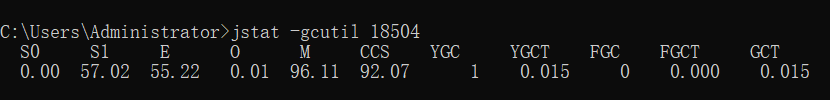 C:\Users\Administrator>jstat -gcutil 18504
S0 S1 E O M CCS YGC YGCT FGC FGCT GCT
0.00 57.02 55.22 0.01 96.11 92.07 1 0.015 0 0.000 0.015